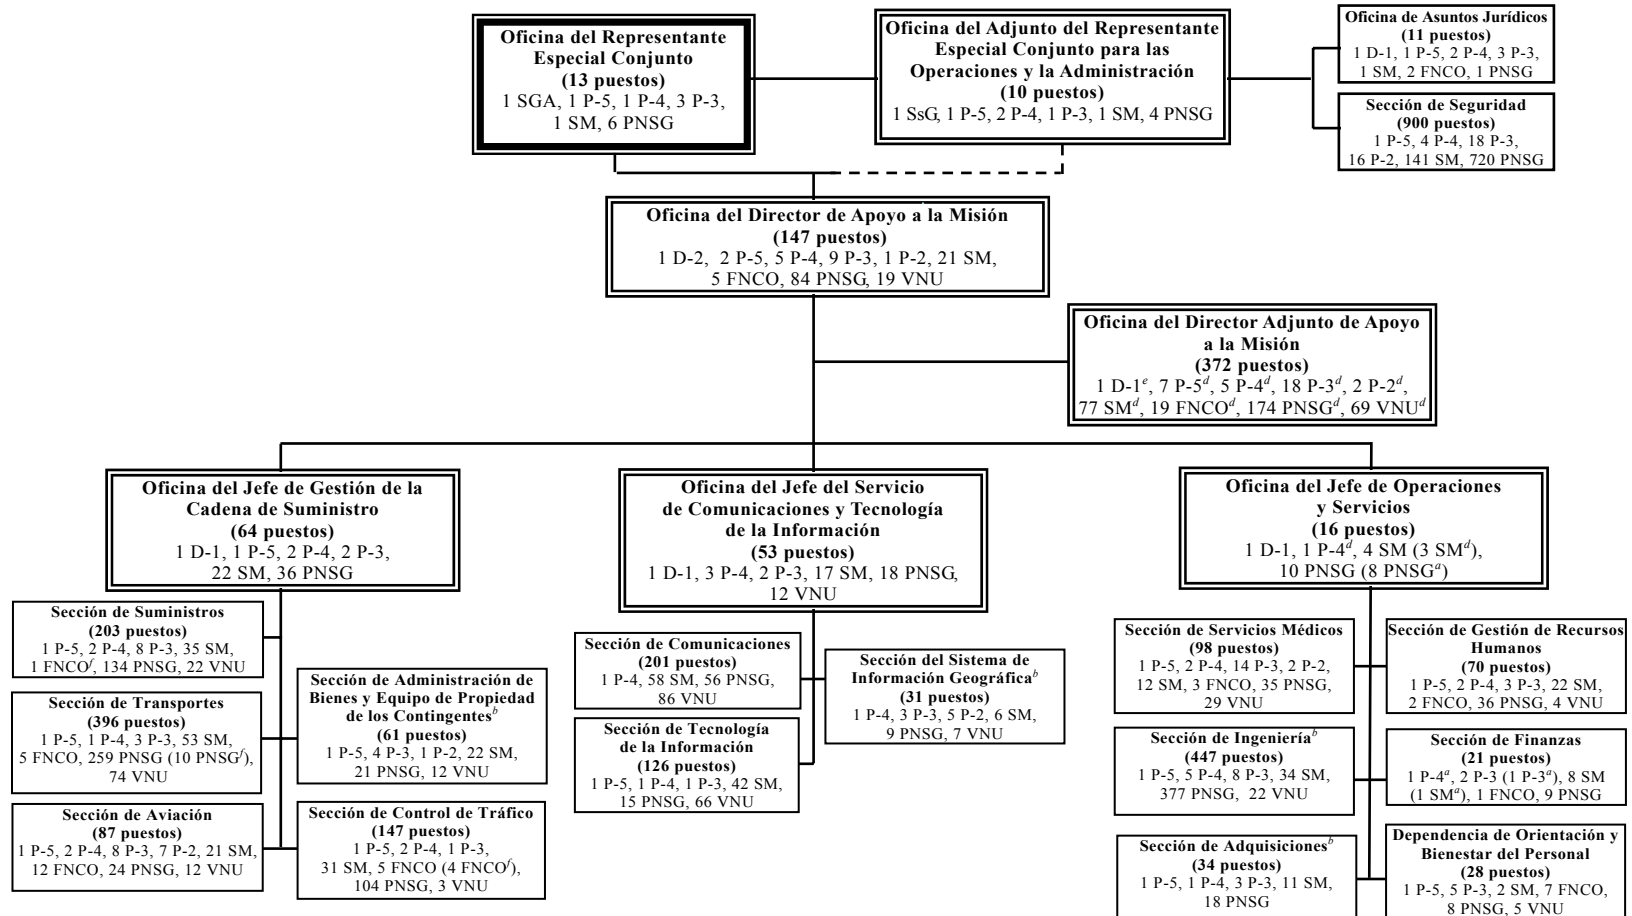 Oficina del Representante
Especial Conjunto
(13 puestos)
1 SGA, 1 P-5, 1 P-4, 3 P-3,
1 SM, 6 PNSG
Oficina del Adjunto del Representante
Especial Conjunto para las
Operaciones y la Administración
(10 puestos)
1 SsG, 1 P-5, 2 P-4, 1 P-3, 1 SM, 4 PNSG
Oficina de Asuntos Jurídicos
(11 puestos)
1 D-1, 1 P-5, 2 P-4, 3 P-3,
1 SM, 2 FNCO, 1 PNSG
Sección de Seguridad
(900 puestos)
1 P-5, 4 P-4, 18 P-3,
16 P-2, 141 SM, 720 PNSG
Oficina del Director de Apoyo a la Misión
(147 puestos)
1 D-2, 2 P-5, 5 P-4, 9 P-3, 1 P-2, 21 SM,
5 FNCO, 84 PNSG, 19 VNU
Oficina del Director Adjunto de Apoyo
a la Misión
(372 puestos)
1 D-1e, 7 P-5d, 5 P-4d, 18 P-3d, 2 P-2d,
77 SMd, 19 FNCOd, 174 PNSGd, 69 VNUd
Oficina del Jefe de Gestión de la
Cadena de Suministro
(64 puestos)
1 D-1, 1 P-5, 2 P-4, 2 P-3,
22 SM, 36 PNSG
Oficina del Jefe del Servicio
de Comunicaciones y Tecnología
de la Información
(53 puestos)
1 D-1, 3 P-4, 2 P-3, 17 SM, 18 PNSG,
12 VNU
Oficina del Jefe de Operaciones
y Servicios
(16 puestos)
1 D-1, 1 P-4d, 4 SM (3 SMd),
10 PNSG (8 PNSGa)
Sección de Suministros
(203 puestos)
1 P-5, 2 P-4, 8 P-3, 35 SM,
1 FNCOf, 134 PNSG, 22 VNU
Sección de Transportes
(396 puestos)
1 P-5, 1 P-4, 3 P-3, 53 SM,
5 FNCO, 259 PNSG (10 PNSGf),
74 VNU
Sección de Administración de
Bienes y Equipo de Propiedad
de los Contingentesb
(61 puestos)
1 P-5, 4 P-3, 1 P-2, 22 SM,
21 PNSG, 12 VNU
Sección de Aviación
(87 puestos)
1 P-5, 2 P-4, 8 P-3, 7 P-2, 21 SM,
12 FNCO, 24 PNSG, 12 VNU
Sección de Control de Tráfico
(147 puestos)
1 P-5, 2 P-4, 1 P-3,
31 SM, 5 FNCO (4 FNCOf),
104 PNSG, 3 VNU
Sección de Comunicaciones
(201 puestos)
1 P-4, 58 SM, 56 PNSG,
86 VNU
Sección del Sistema de
Información Geográficab
(31 puestos)
1 P-4, 3 P-3, 5 P-2, 6 SM,
9 PNSG, 7 VNU
Sección de Tecnología
de la Información
(126 puestos)
1 P-5, 1 P-4, 1 P-3, 42 SM,
15 PNSG, 66 VNU
Sección de Servicios Médicos
(98 puestos)
1 P-5, 2 P-4, 14 P-3, 2 P-2,
12 SM, 3 FNCO, 35 PNSG,
29 VNU
Sección de Gestión de Recursos
Humanos
(70 puestos)
1 P-5, 2 P-4, 3 P-3, 22 SM,
2 FNCO, 36 PNSG, 4 VNU
Sección de Ingenieríab
(447 puestos)
1 P-5, 5 P-4, 8 P-3, 34 SM,
377 PNSG, 22 VNU
Sección de Finanzas
(21 puestos)
1 P-4a, 2 P-3 (1 P-3a), 8 SM
(1 SMa), 1 FNCO, 9 PNSG
Sección de Adquisicionesb
(34 puestos)
1 P-5, 1 P-4, 3 P-3, 11 SM,
18 PNSG
Dependencia de Orientación y
Bienestar del Personal
(28 puestos)
1 P-5, 5 P-3, 2 SM, 7 FNCO,
8 PNSG, 5 VNU